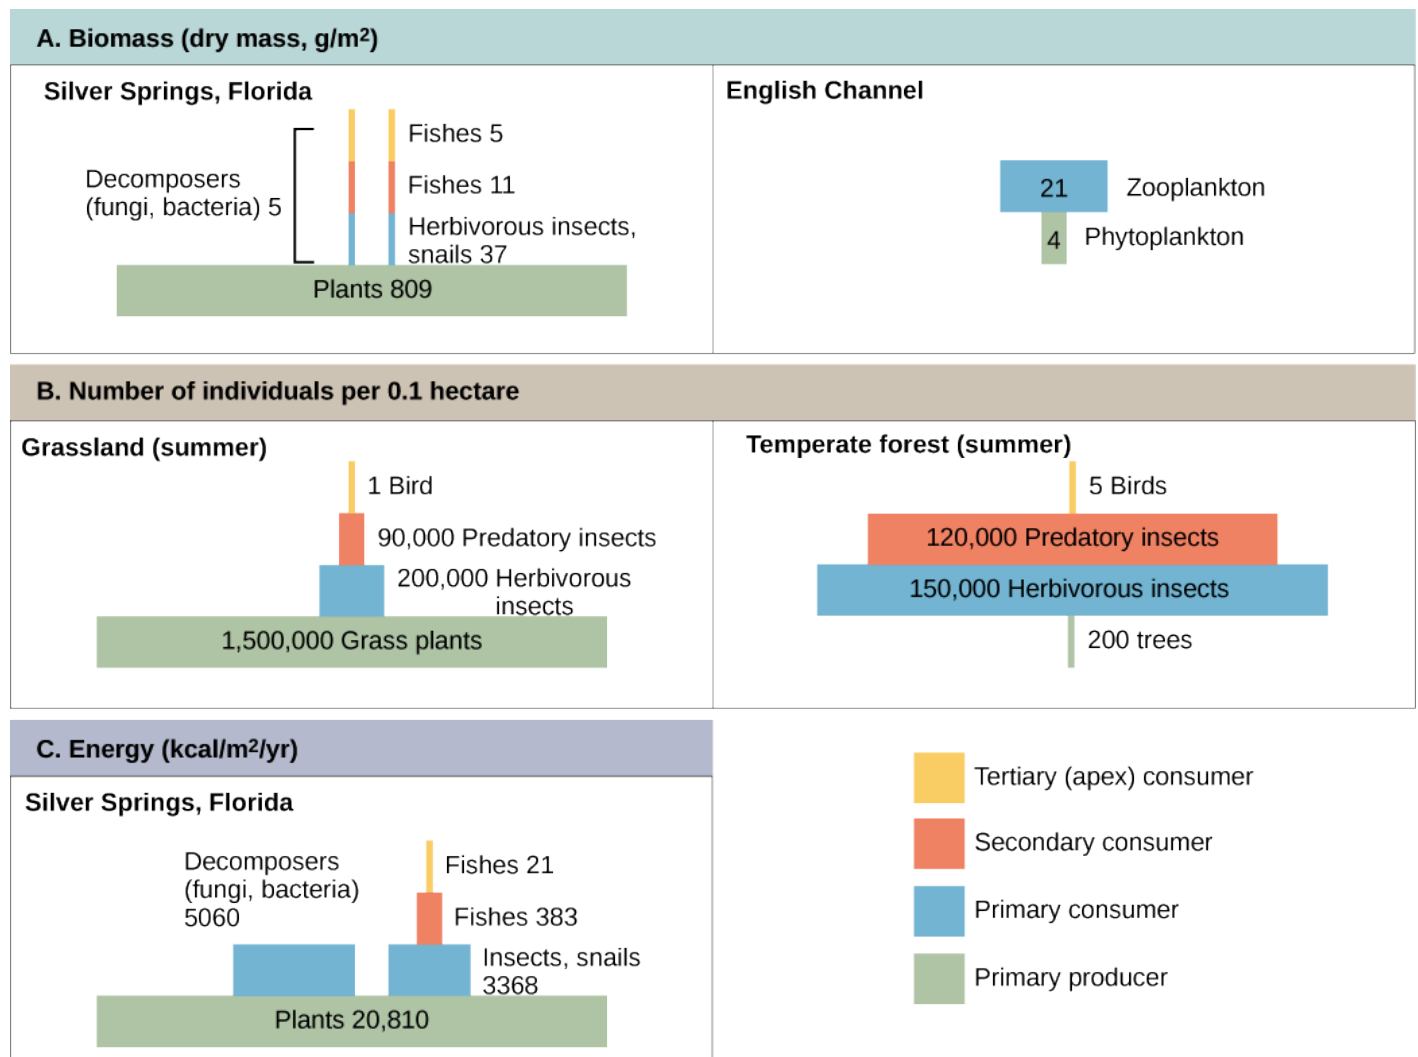 A. Biomass (dry mass, g/m²)
Silver Springs, Florida
Decomposers
(fungi, bacteria) 5
Fishes 5
Fishes 11
Herbivorous insects,
snails 37
Plants 809
English Channel
21
Zooplankton
4
Phytoplankton
B. Number of individuals per 0.1 hectare
Grassland (summer)
1 Bird
90,000 Predatory insects
200,000 Herbivorous
insects
1,500,000 Grass plants
Temperate forest (summer)
5 Birds
120,000 Predatory insects
150,000 Herbivorous insects
200 trees
C. Energy (kcal/m²/yr)
Silver Springs, Florida
Decomposers
(fungi, bacteria)
5060
Fishes 21
Fishes 383
Insects, snails
3368
Plants 20,810
Tertiary (apex) consumer
Secondary consumer
Primary consumer
Primary producer